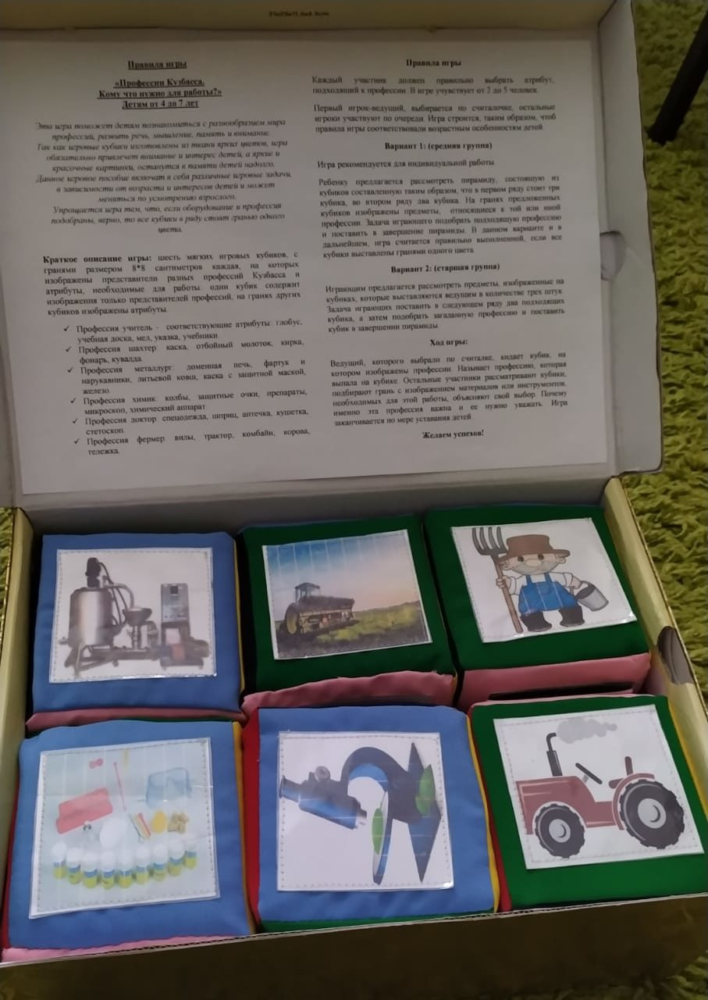 Правила игры
«Профессии Кузбасса.
Кому что нужно для работы?»
Детям от 4 до 7 лет
Эта игра поможет детям познакомиться с разнообразием мира
профессий, развить речь, мышление, память и внимание.
Так как игровые кубики изготовлены из ткани ярких цветов, игра
обязательно привлечет внимание и интерес детей, а яркие и
красочные картинки, останутся в памяти детей надолго.
Данное игровое пособие включат в себя различные игровые задачи,
в зависимости от возраста и интересов детей и может
меняться по усмотрению взрослого.
Упрощается игра тем, что, если оборудование и профессия
подобраны, верно, то все кубики в ряду стоят гранью одного
цвета.
Краткое описание игры: шесть мягких игровых кубиков, с
гранями размером 8*8 сантиметров каждая, на которых
изображены представители разных профессий Кузбасса и
атрибуты, необходимые для работы. один кубик содержит
изображения только представителей профессий, на гранях других
кубиков изображены атрибуты
✓ Профессия учитель - соответствующие атрибуты: глобус,
учебная доска, мел, указка, учебники.
✓ Профессия шахтер: каска, отбойный молоток, кирка,
фонарь, кувалда.
✓ Профессия металлург: доменная печь, фартук и
нарукавники, литьевой ковш, каска с защитной маской,
железо.
✓ Профессия химик: колбы, защитные очки, препараты,
микроскоп, химический аппарат
✓ Профессия доктор: спецодежда, шприц, аптечка, кушетка,
стетоскоп.
✓ Профессия фермер: вилы, трактор, комбайн, корова,
тележка.
Правила игры
Каждый участник должен правильно выбрать атрибут,
подходящий к профессии. В игре учувствует от 2 до 5 человек.
Первый игрок-ведущий, выбирается по считалочке, остальные
игроки участвуют по очереди. Игра строится, таким образом, чтоб
правила игры соответствовали возрастным особенностям детей
Вариант 1: (средняя группа)
Игра рекомендуется для индивидуальной работы.
Ребенку предлагается рассмотреть пирамиду, состоящую из
кубиков составленную таким образом, что в первом ряду стоят три
кубика, во втором ряду два кубика. На гранях предложенных
кубиков изображены предметы, относящиеся к той или иной
профессии. Задача играющего подобрать подходящую профессию
и поставить в завершение пирамиды. В данном варианте и в
дальнейшем, игра считается правильно выполненной, если все
кубики выставлены гранями одного цвета.
Вариант 2: (старшая группа)
Играющим предлагается рассмотреть предметы, изображенные на
кубиках, которые выставляются ведущим в количестве трех штук
Задача играющих поставить в следующем ряду два подходящих
кубика, а затем подобрать загаданную профессию и поставить
кубик в завершении пирамиды.
Ход игры:
Ведущий, которого выбрали по считалке, кидает кубик, на
котором изображены профессии. Называет профессию, которая
выпала на кубике. Остальные участники рассматривают кубики,
подбирают грань с изображением материалов или инструментов,
необходимых для этой работы, объясняют свой выбор. Почему
именно эта профессия важна и ее нужно уважать. Игра
заканчивается по мере уставания детей.
Желаем успехов!